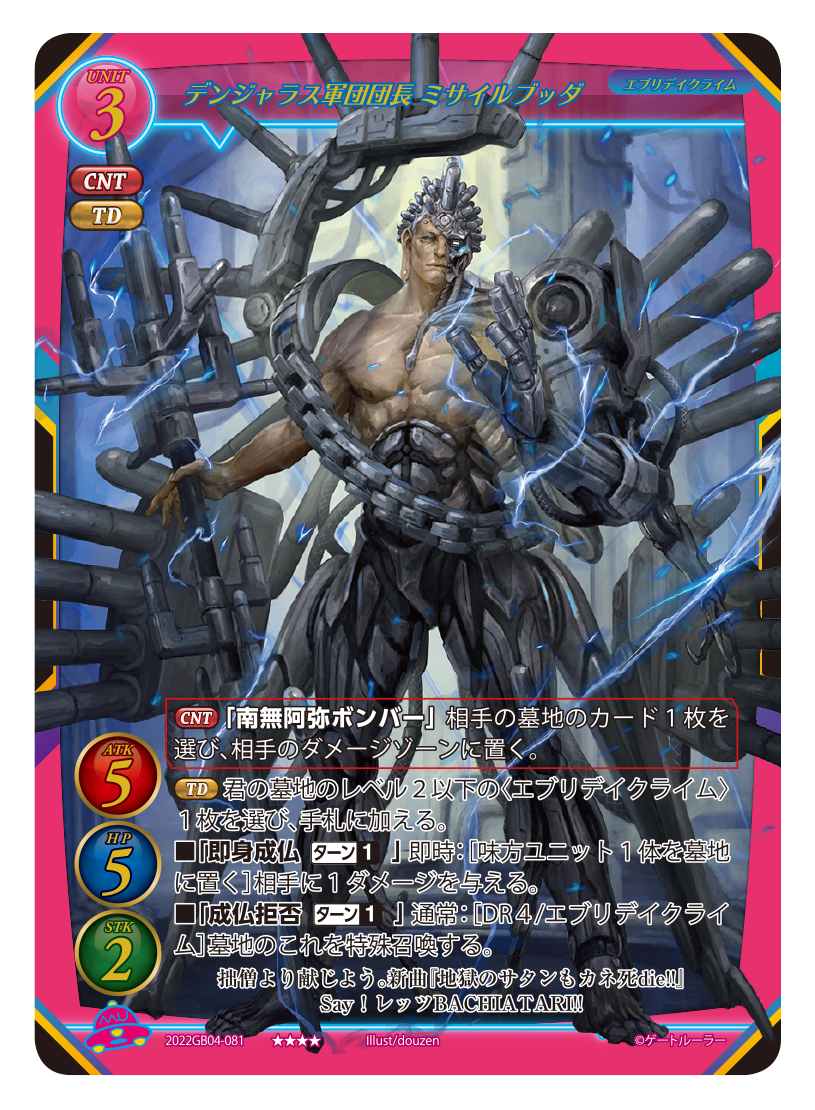 UNIT
3
デンジャラス軍団団長 ミサイルブッダ
エブリデイクライム
CNT
TD
CNT 「南無阿弥ボンバー」 相手の墓地のカード1枚を
選び、相手のダメージゾーンに置く。
ATK
5
TD 君の墓地のレベル2以下の〈エブリデイクライム〉
1枚を選び、手札に加える。
HP
5
■「即身成仏 ターン1 」即時:[味方ユニット1体を墓地
に置く]相手に1ダメージを与える。
STK
2
■「成仏拒否 ターン1 」通常:[DR4/エブリデイクライ
ム]墓地のこれを特殊召喚する。
拙僧より献じよう。新曲『地獄のサタンもカネ死die!!』
Say!レッツBACHIATARI!!
2022GB04-081 ★★★★ Illust/douzen ©ゲートルーラー